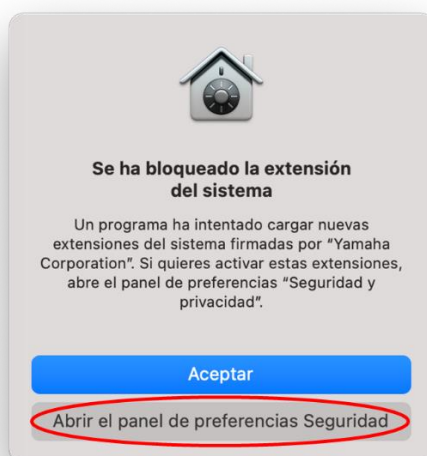 Se ha bloqueado la extensión
del sistema
Un programa ha intentado cargar nuevas
extensiones del sistema firmadas por “Yamaha
Corporation”. Si quieres activar estas extensiones,
abre el panel de preferencias “Seguridad y
privacidad”.
Aceptar
Abrir el panel de preferencias Seguridad